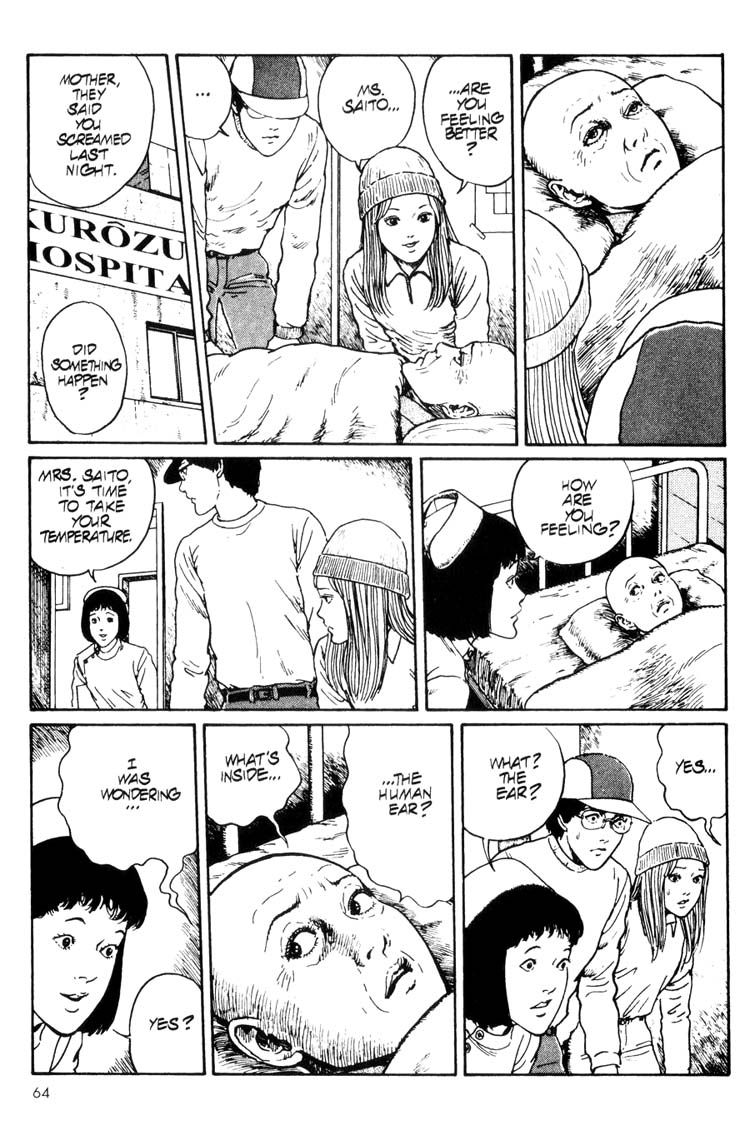 MOTHER,
THEY
SAID
YOU
SCREAMED
LAST
NIGHT.
KURÔZU
HOSPITA
DID
SOMETHING
HAPPEN
?
...
MS.
SAITO...
...ARE
YOU
FEELING
BETTER
?
MRS. SAITO,
IT'S TIME
TO TAKE
YOUR
TEMPERATURE.
HOW
ARE
YOU
FEELING?
I
WAS
WONDERING
...
YES?
WHAT'S
INSIDE...
...THE
HUMAN
EAR?
WHAT?
THE
EAR?
YES...
64